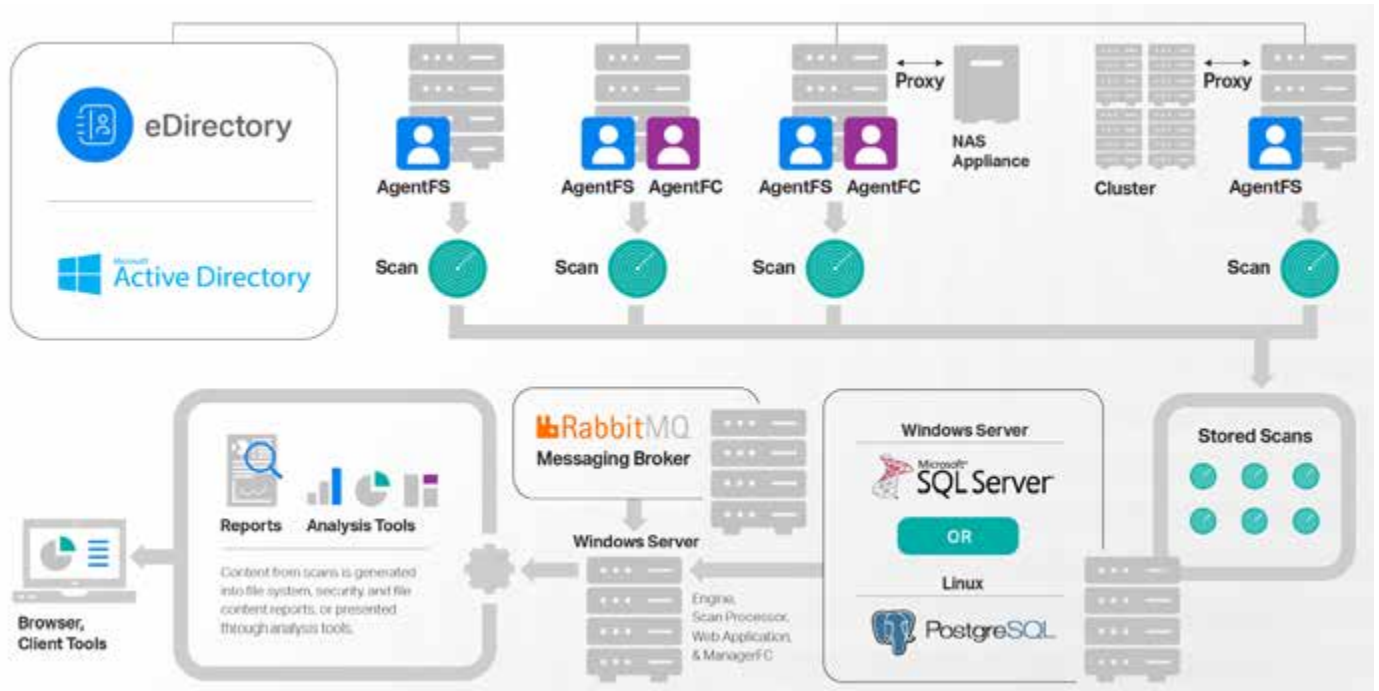 eDirectory
Microsoft
Active Directory
AgentFS
AgentFS AgentFC
AgentFS AgentFC
Proxy
NAS
Appliance
Cluster
Proxy
AgentFS
Scan
Scan
Scan
Scan
Reports
Analysis Tools
Content from scans is generated
into file system, security, and file
content reports, or presented
through analysis tools.
Browser,
Client Tools
RabbitMQ
Messaging Broker
Windows Server
Engine,
Scan Processor,
Web Application,
& ManagerFC
Windows Server
Microsoft
SQL Server
OR
Linux
PostgreSQL
Stored Scans